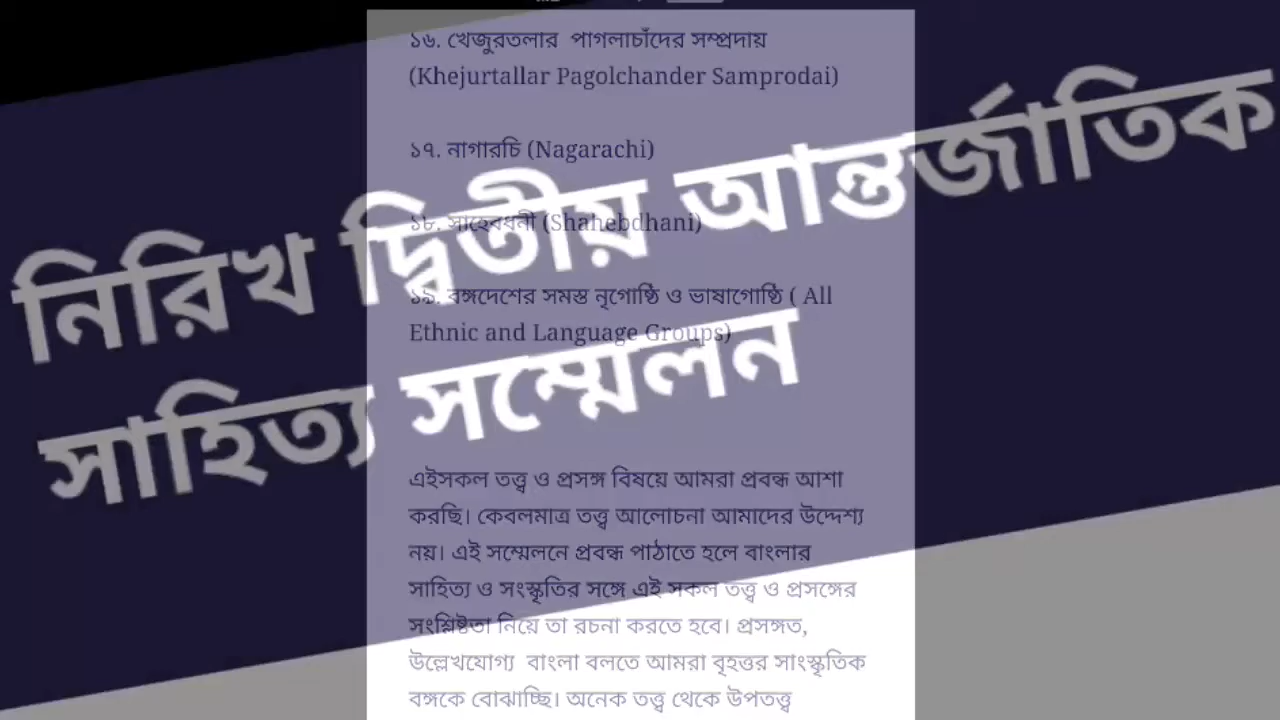 ১৬. খেজুরতলার পাগলাচাঁদের সম্প্রদায়
(Khejurtallar Pagolchander Samprodai)
১৭. নাগারচি (Nagarachi)
১৮. সাহেবধনী (Shahebdhani)
১৯. বঙ্গদেশের সমস্ত নৃগোষ্ঠি ও ভাষাগোষ্ঠি ( All
Ethnic and Language Groups)
নিরিখ দ্বিতীয় আন্তর্জাতিক
সাহিত্য সম্মেলন
এইসকল তত্ত্ব ও প্রসঙ্গ বিষয়ে আমরা প্রবন্ধ আশা
করছি। কেবলমাত্র তত্ত্ব আলোচনা আমাদের উদ্দেশ্য
নয়। এই সম্মেলনে প্রবন্ধ পাঠাতে হলে বাংলার
সাহিত্য ও সংস্কৃতির সঙ্গে এই সকল তত্ত্ব ও প্রসঙ্গের
সংশ্লিষ্টতা নিয়ে তা রচনা করতে হবে। প্রসঙ্গত,
উল্লেখযোগ্য বাংলা বলতে আমরা বৃহত্তর সাংস্কৃতিক
বঙ্গকে বোঝাচ্ছি। অনেক তত্ত্ব থেকে উপতত্ত্ব